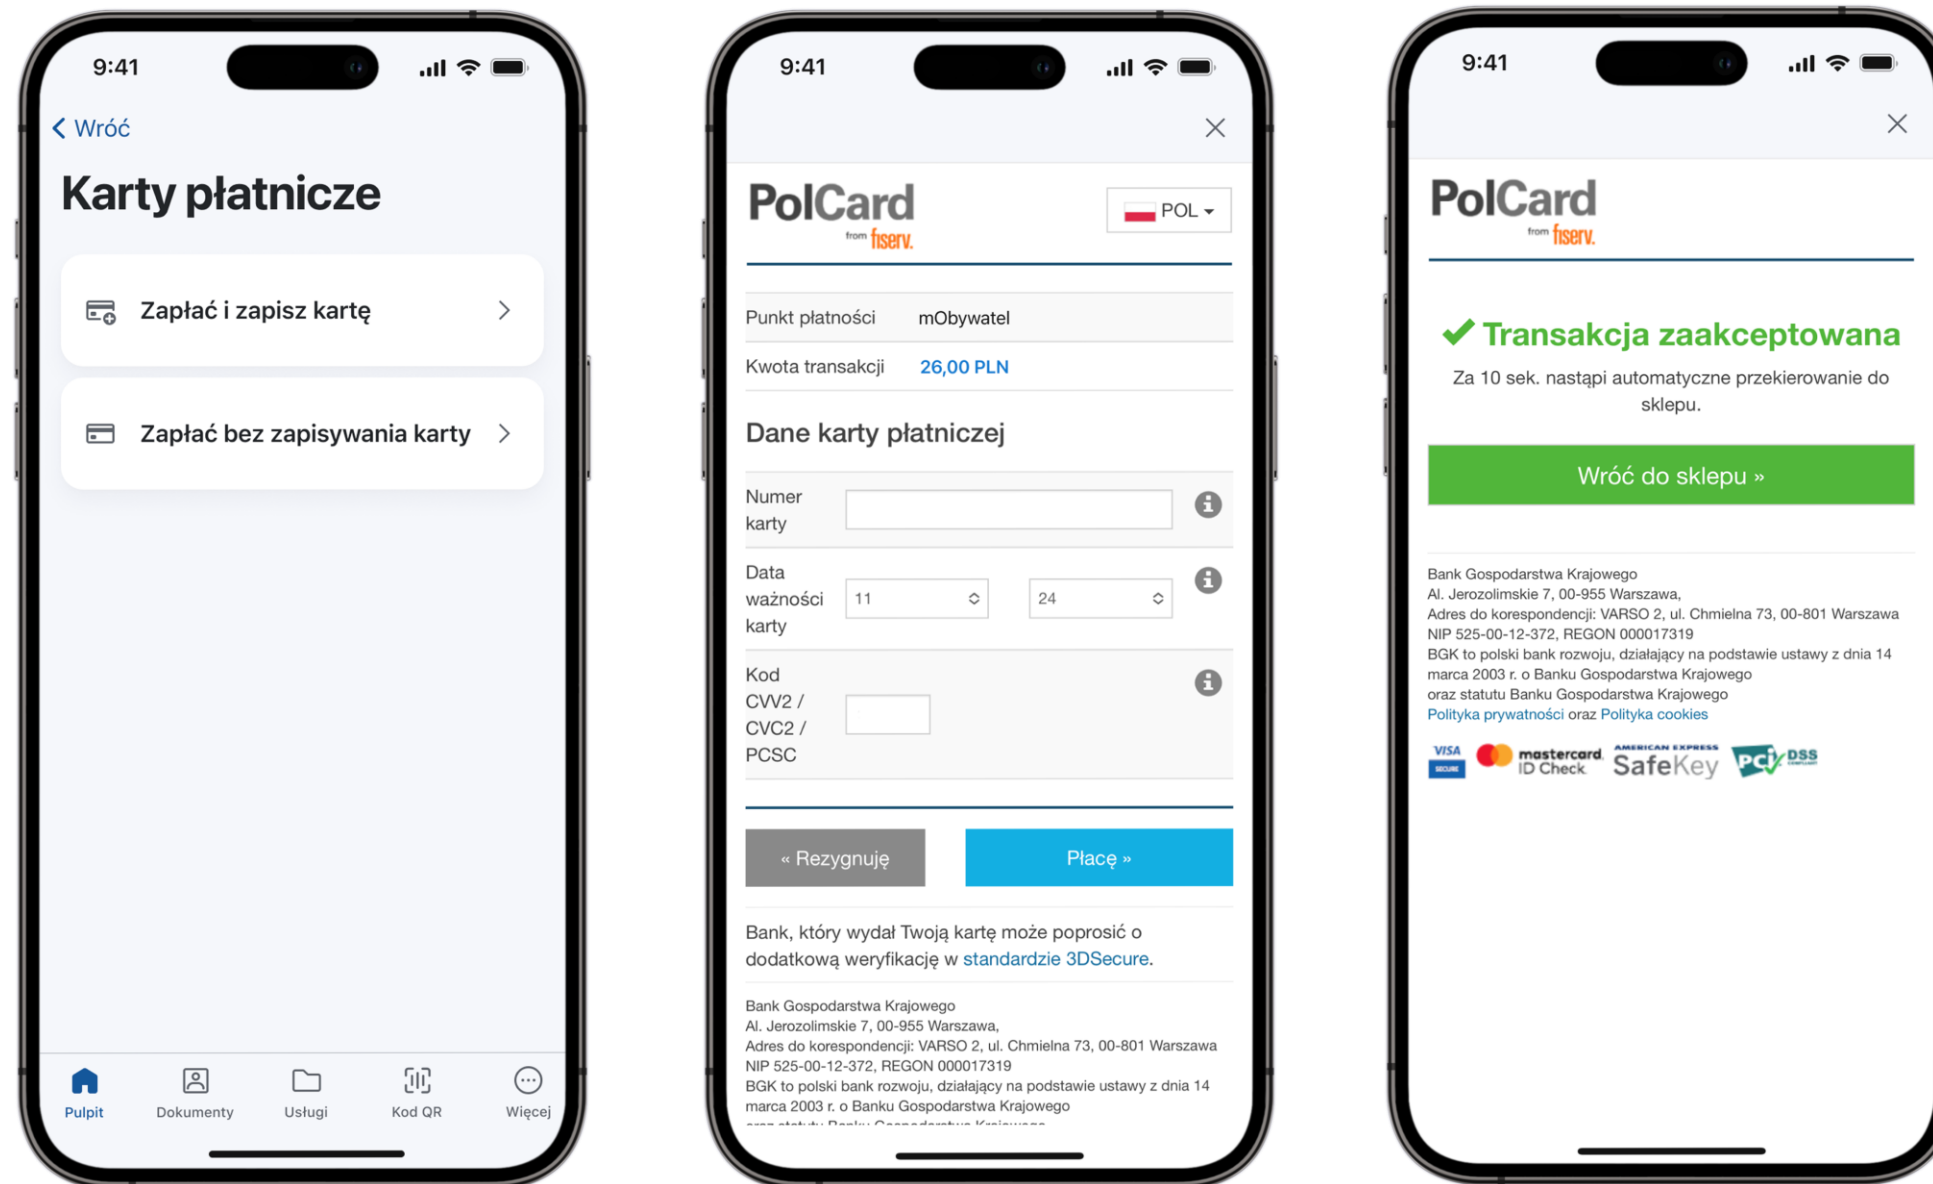 9:41
Wróć
Karty płatnicze
Zapłać i zapisz kartę
Zapłać bez zapisywania karty
Pulpit
Dokumenty
Usługi
Kod QR
Więcej
9:41
PolCard
from fiserv.
POL
Punkt płatności mObywatel
Kwota transakcji 26,00 PLN
Dane karty płatniczej
Numer
karty
Data
ważności
karty
11
24
Kod
CVV2 /
CVC2 /
PCSC
« Rezygnuję
Płacę »
Bank, który wydał Twoją kartę może poprosić o
dodatkową weryfikację w standardzie 3DSecure.
Bank Gospodarstwa Krajowego
Al. Jerozolimskie 7, 00-955 Warszawa,
Adres do korespondencji: VARSO 2, ul. Chmielna 73, 00-801 Warszawa
NIP 525-00-12-372, REGON 000017319
BGK to polski bank rozwoju, działający na podstawie ustawy z dnia 14
marca 2003 r. o Banku Gospodarstwa Krajowego
oraz statutu Banku Gospodarstwa Krajowego
9:41
PolCard
from fiserv.
Transakcja zaakceptowana
Za 10 sek. nastąpi automatyczne przekierowanie do
sklepu.
Wróć do sklepu »
Bank Gospodarstwa Krajowego
Al. Jerozolimskie 7, 00-955 Warszawa,
Adres do korespondencji: VARSO 2, ul. Chmielna 73, 00-801 Warszawa
NIP 525-00-12-372, REGON 000017319
BGK to polski bank rozwoju, działający na podstawie ustawy z dnia 14
marca 2003 r. o Banku Gospodarstwa Krajowego
oraz statutu Banku Gospodarstwa Krajowego
Polityka prywatności oraz Polityka cookies
VISA
SECURE
mastercard
ID Check
AMERICAN EXPRESS
SafeKey
PCI DSS
COMPLIANT